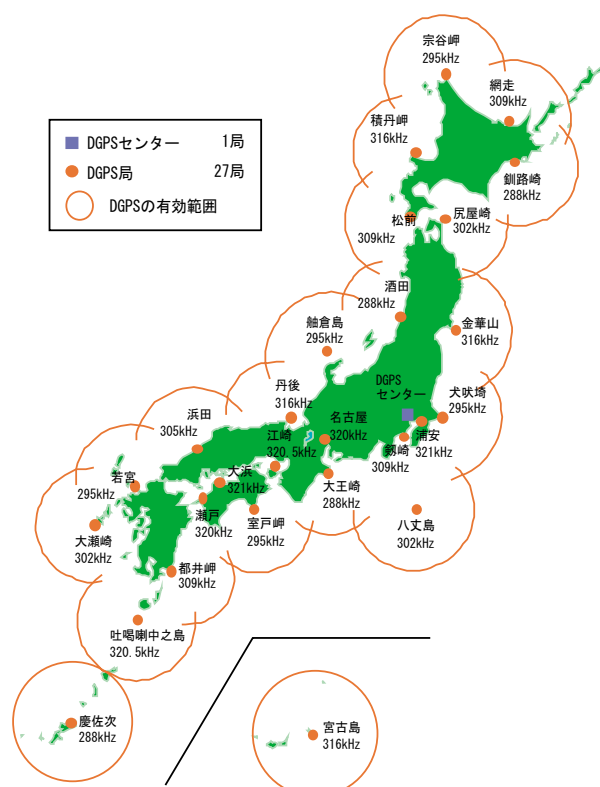 宗谷岬
295kHz
網走
309kHz
積丹岬
316kHz
DGPSセンター 1局
DGPS局 27局
DGPSの有効範囲
釧路崎
288kHz
松前
309kHz
尻屋崎
302kHz
酒田
288kHz
舳倉島
295kHz
金華山
316kHz
DGPS
センター
丹後
316kHz
犬吠埼
295kHz
浜田
305kHz
名古屋
320kHz
浦安
321kHz
江崎
320.5kHz
剱崎
309kHz
若宮
295kHz
大浜
321kHz
大王崎
288kHz
瀬戸
320kHz
室戸岬
295kHz
八丈島
302kHz
大瀬崎
302kHz
都井岬
309kHz
吐喝喇中之島
320.5kHz
慶佐次
288kHz
宮古島
316kHz